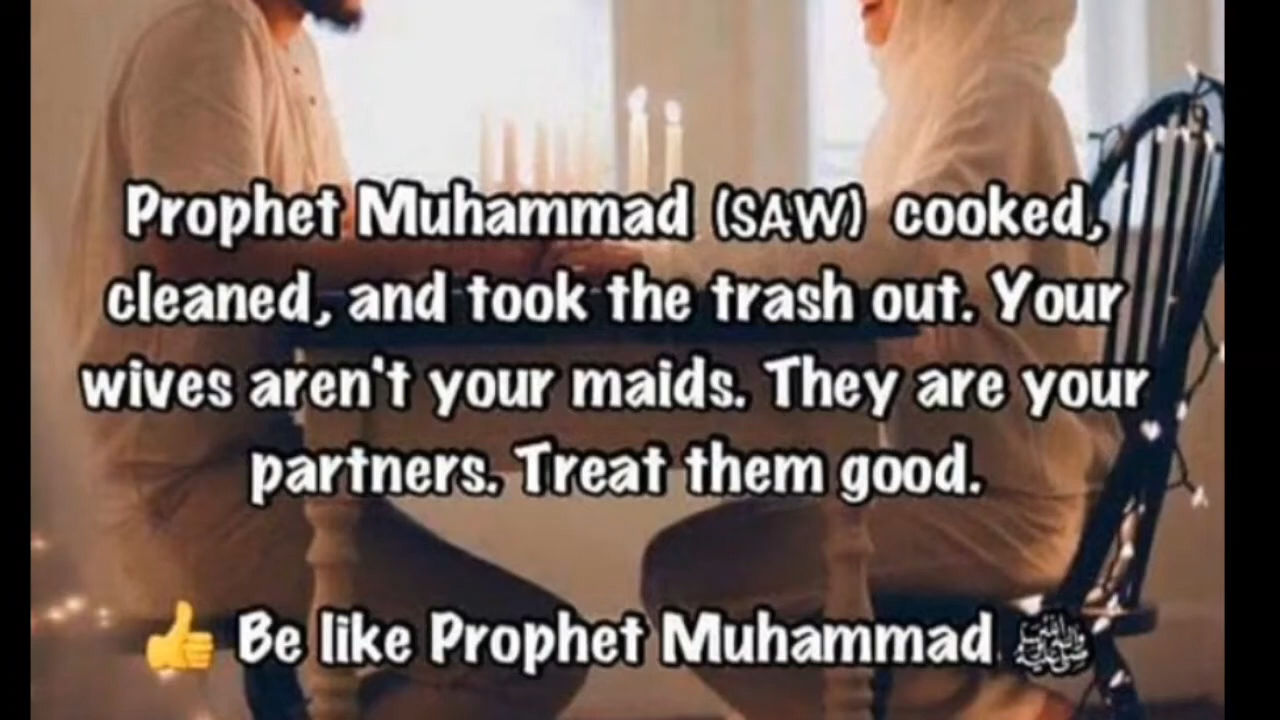 Prophet Muhammad (SAW) cooked,
cleaned, and took the trash out. Your
wives aren't your maids. They are your
partners. Treat them good.
👍 Be like Prophet Muhammad ﷺ